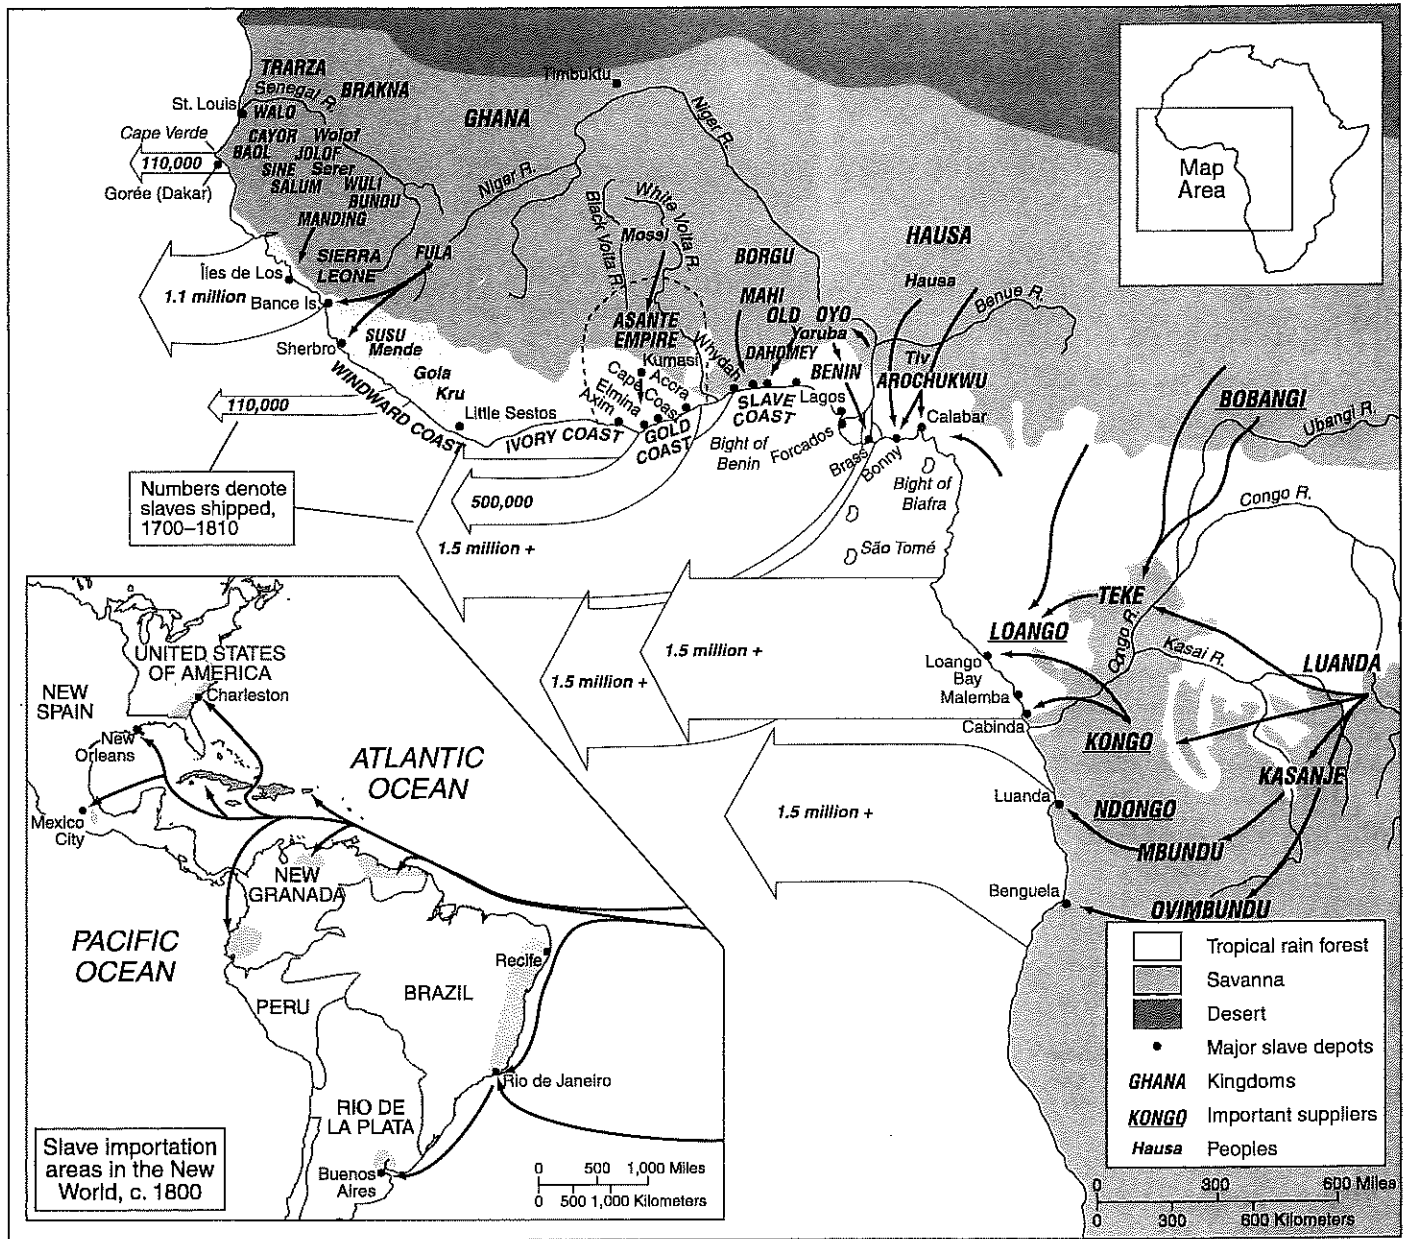 TRARZA
Senegal R.
BRAKNA
St. Louis
WALO
Cape Verde
CAYOR
Wolof
BAOL
JOLOF
110,000
SINE
Serer
SALUM
WULI
Gorée (Dakar)
BUNDU
MANDING
SIERRA
LEONE
FULA
Îles de Los
1.1 million
Bance Is.
Sherbro
SUSU
Mende
Gola
Kru
WINDWARD COAST
110,000
Little Sestos
IVORY COAST
Timbuktu
GHANA
Niger R.
Niger R.
Black Volta R.
White Volta R.
Mossi
BORGU
HAUSA
Hausa
Benue R.
MAHI
OLD OYO
Yoruba
ASANTE
EMPIRE
Kumasi
Whydah
DAHOMEY
BENIN
Tiv
AROCHUKWU
Cape Coast
Accra
Elmina
Axim
GOLD
COAST
SLAVE
COAST
Lagos
Calabar
Bight of
Benin
Forcados
Brass
Bonny
Bight of
Biafra
São Tomé
500,000
1.5 million +
Numbers denote
slaves shipped,
1700–1810
Map
Area
BOBANGI
Ubangi R.
Congo R.
TEKE
LOANGO
Congo R.
Kasai R.
LUANDA
Loango
Bay
Malemba
Cabinda
KONGO
KASANJE
Luanda
NDONGO
MBUNDU
Benguela
OVIMBUNDU
1.5 million +
1.5 million +
1.5 million +
UNITED STATES
OF AMERICA
NEW
SPAIN
Charleston
New
Orleans
ATLANTIC
OCEAN
Mexico
City
NEW
GRANADA
PACIFIC
OCEAN
Recife
PERU
BRAZIL
Rio de Janeiro
RIO DE
LA PLATA
Buenos
Aires
Slave importation
areas in the New
World, c. 1800
0 500 1,000 Miles
0 500 1,000 Kilometers
Tropical rain forest
Savanna
Desert
Major slave depots
GHANA Kingdoms
KONGO Important suppliers
Hausa Peoples
0 300 600 Miles
0 300 600 Kilometers